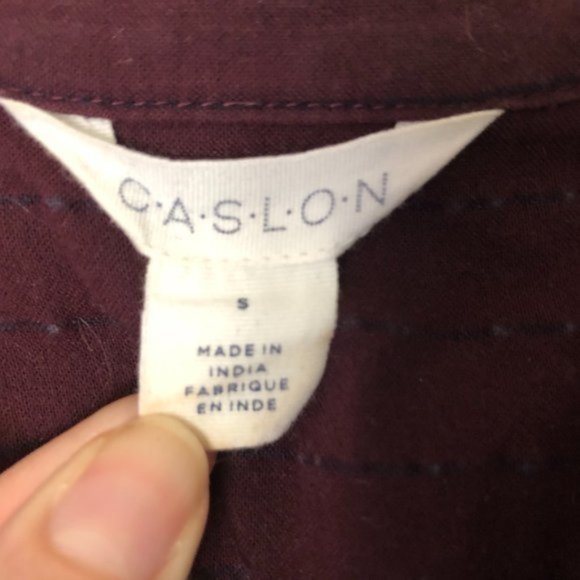 C·A·S·L·O·N
S
MADE IN
INDIA
FABRIQUE
EN INDE